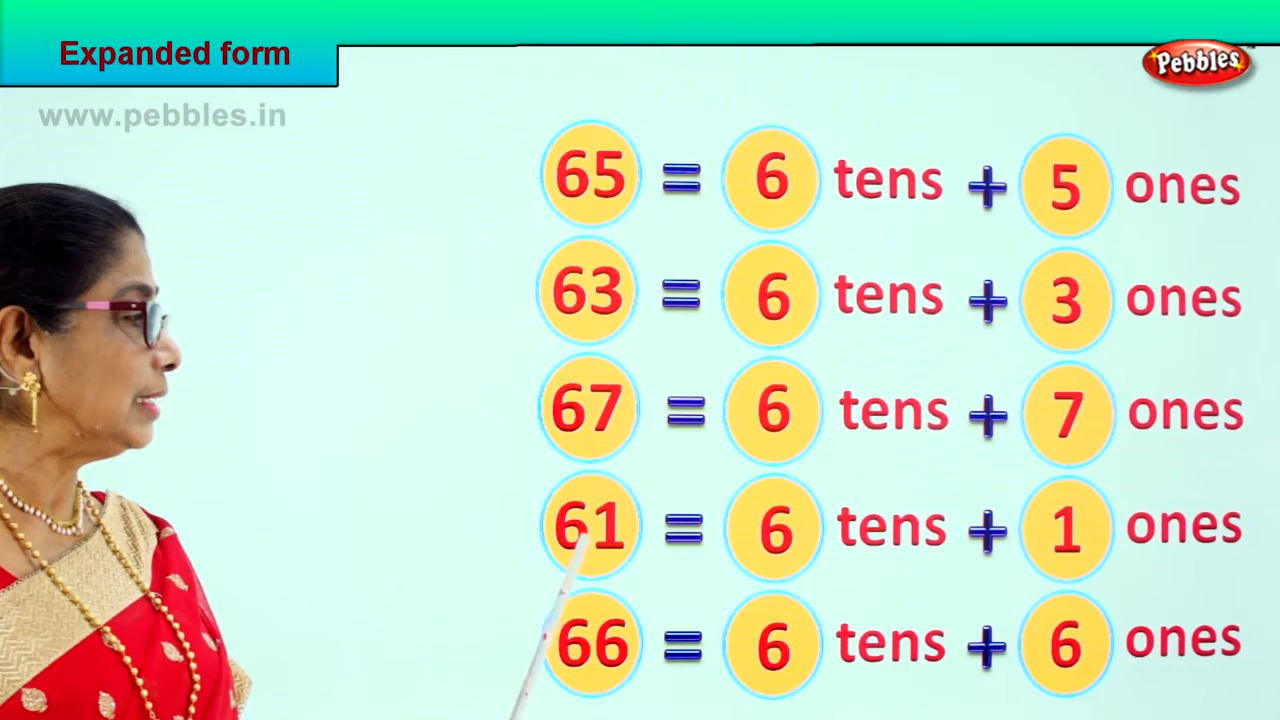 Expanded form
Pebbles
www.pebbles.in
65 = 6 tens + 5 ones
63 = 6 tens + 3 ones
67 = 6 tens + 7 ones
61 = 6 tens + 1 ones
66 = 6 tens + 6 ones